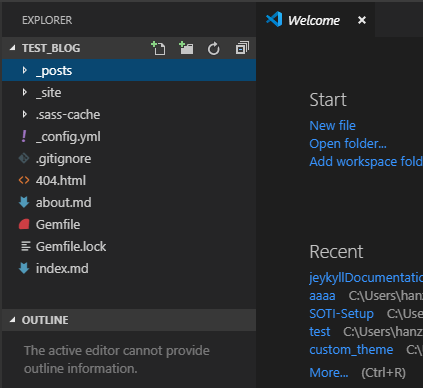 EXPLORER
TEST_BLOG
_posts
_site
.sass-cache
_config.yml
.gitignore
404.html
about.md
Gemfile
Gemfile.lock
index.md
OUTLINE
The active editor cannot provide
outline information.
Welcome
Start
New file
Open folder...
Add workspace fold
Recent
jeykyllDocumentatio
aaaa C:\Users\hanz
SOTI-Setup C:\Use
test C:\Users\hanz
custom_theme C:\
More... (Ctrl+R)